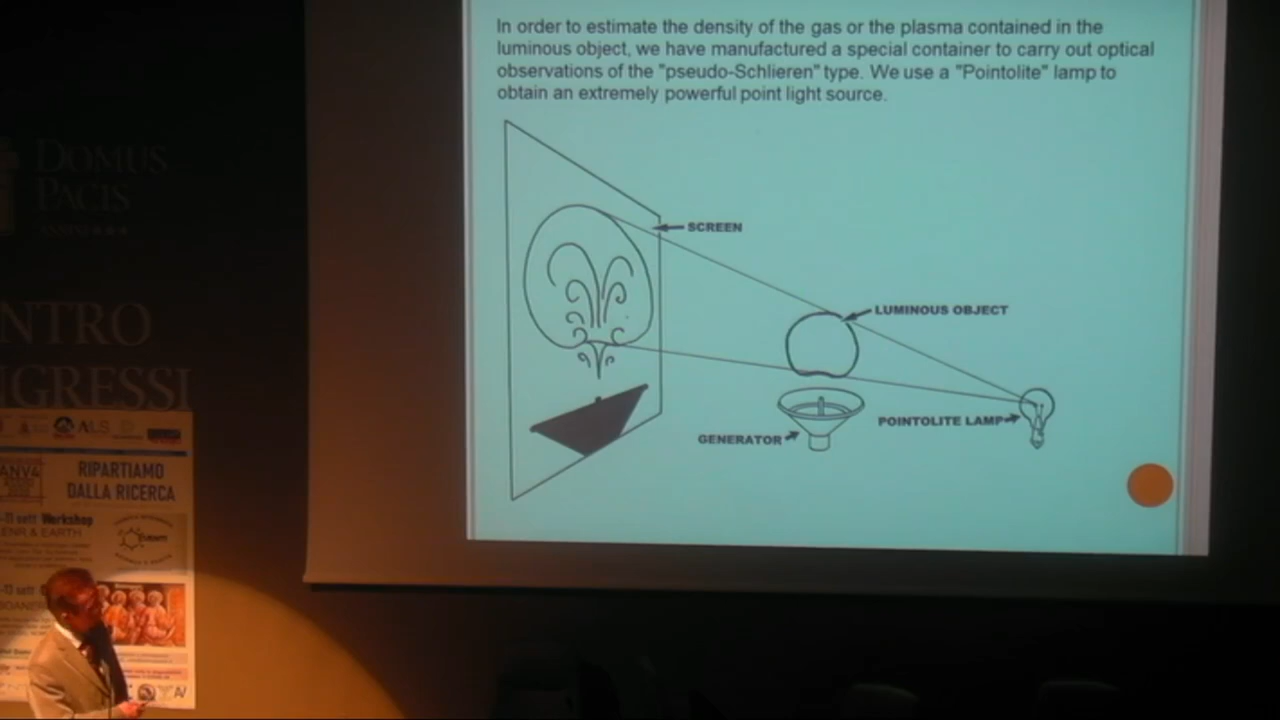 In order to estimate the density of the gas or the plasma contained in the
luminous object, we have manufactured a special container to carry out optical
observations of the "pseudo-Schlieren" type. We use a "Pointolite" lamp to
obtain an extremely powerful point light source.
SCREEN
LUMINOUS OBJECT
POINTOLITE LAMP
GENERATOR
DOMUS
PACIS
NTRO
NGRESSI
ALS
RIPARTIAMO
DALLA RICERCA
Workshop
ENR & EARTH